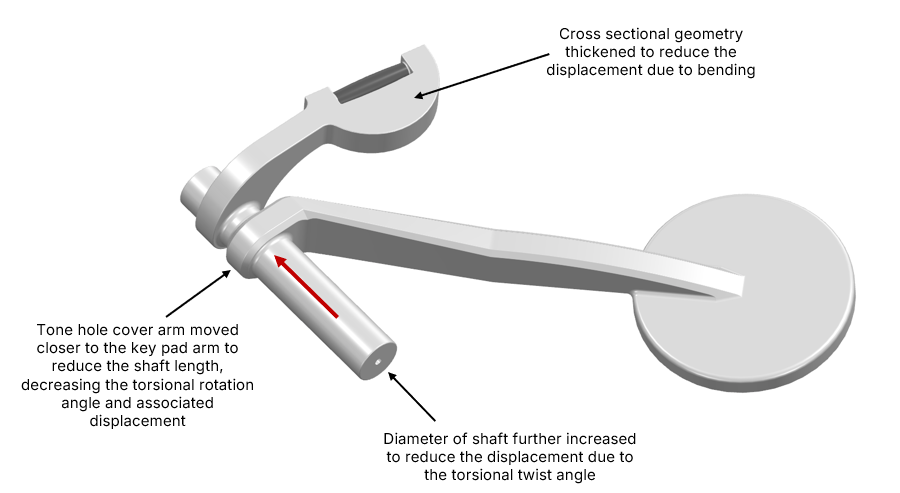 Cross sectional geometry
thickened to reduce the
displacement due to bending
Tone hole cover arm moved
closer to the key pad arm to
reduce the shaft length,
decreasing the torsional rotation
angle and associated
displacement
Diameter of shaft further increased
to reduce the displacement due to
the torsional twist angle